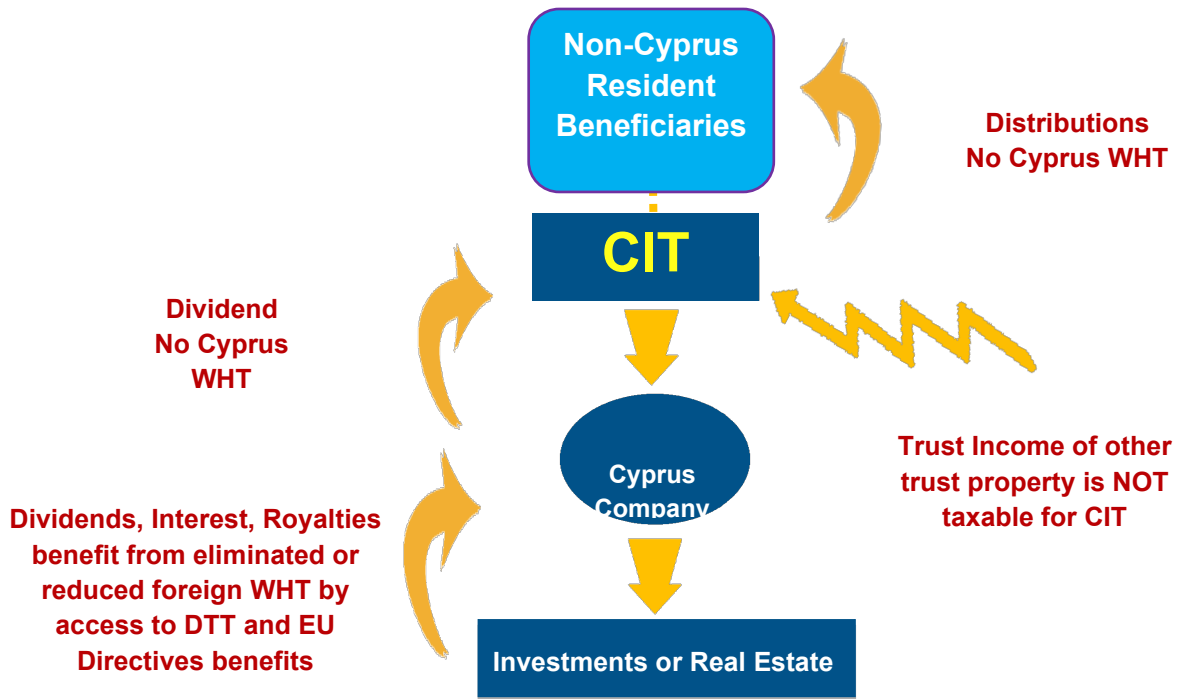 Non-Cyprus
Resident
Beneficiaries
Distributions
No Cyprus WHT
CIT
Dividend
No Cyprus
WHT
Cyprus
Company
Trust Income of other
trust property is NOT
taxable for CIT
Dividends, Interest, Royalties
benefit from eliminated or
reduced foreign WHT by
access to DTT and EU
Directives benefits
Investments or Real Estate